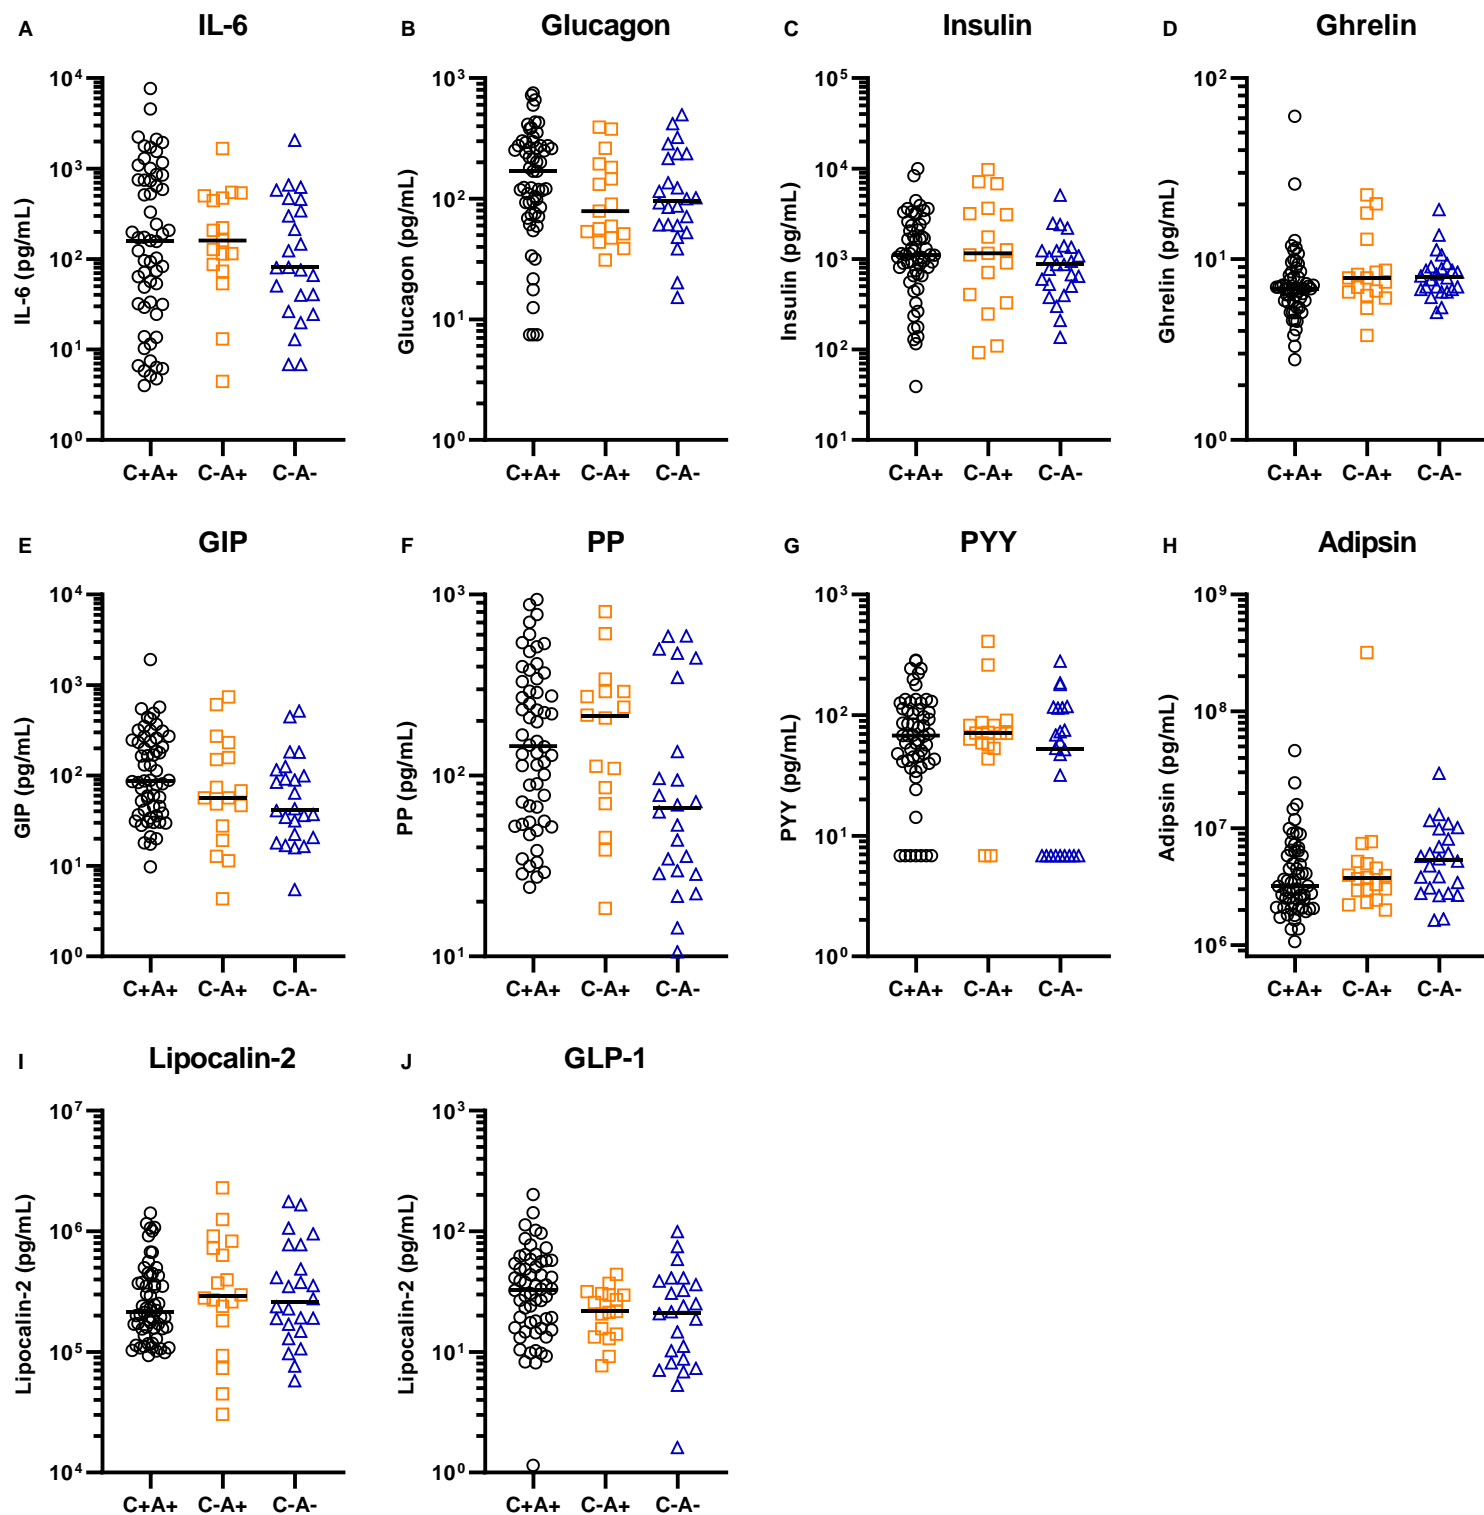 A IL-6
IL-6 (pg/mL)
10⁴
10³
10²
10¹
10⁰
C+A+ C-A+ C-A-
B Glucagon
Glucagon (pg/mL)
10³
10²
10¹
10⁰
C+A+ C-A+ C-A-
C Insulin
Insulin (pg/mL)
10⁵
10⁴
10³
10²
10¹
C+A+ C-A+ C-A-
D Ghrelin
Ghrelin (pg/mL)
10²
10¹
10⁰
C+A+ C-A+ C-A-
E GIP
GIP (pg/mL)
10⁴
10³
10²
10¹
10⁰
C+A+ C-A+ C-A-
F PP
PP (pg/mL)
10³
10²
10¹
C+A+ C-A+ C-A-
G PYY
PYY (pg/mL)
10³
10²
10¹
10⁰
C+A+ C-A+ C-A-
H Adipsin
Adipsin (pg/mL)
10⁹
10⁸
10⁷
10⁶
C+A+ C-A+ C-A-
I Lipocalin-2
Lipocalin-2 (pg/mL)
10⁷
10⁶
10⁵
10⁴
C+A+ C-A+ C-A-
J GLP-1
Lipocalin-2 (pg/mL)
10³
10²
10¹
10⁰
C+A+ C-A+ C-A-